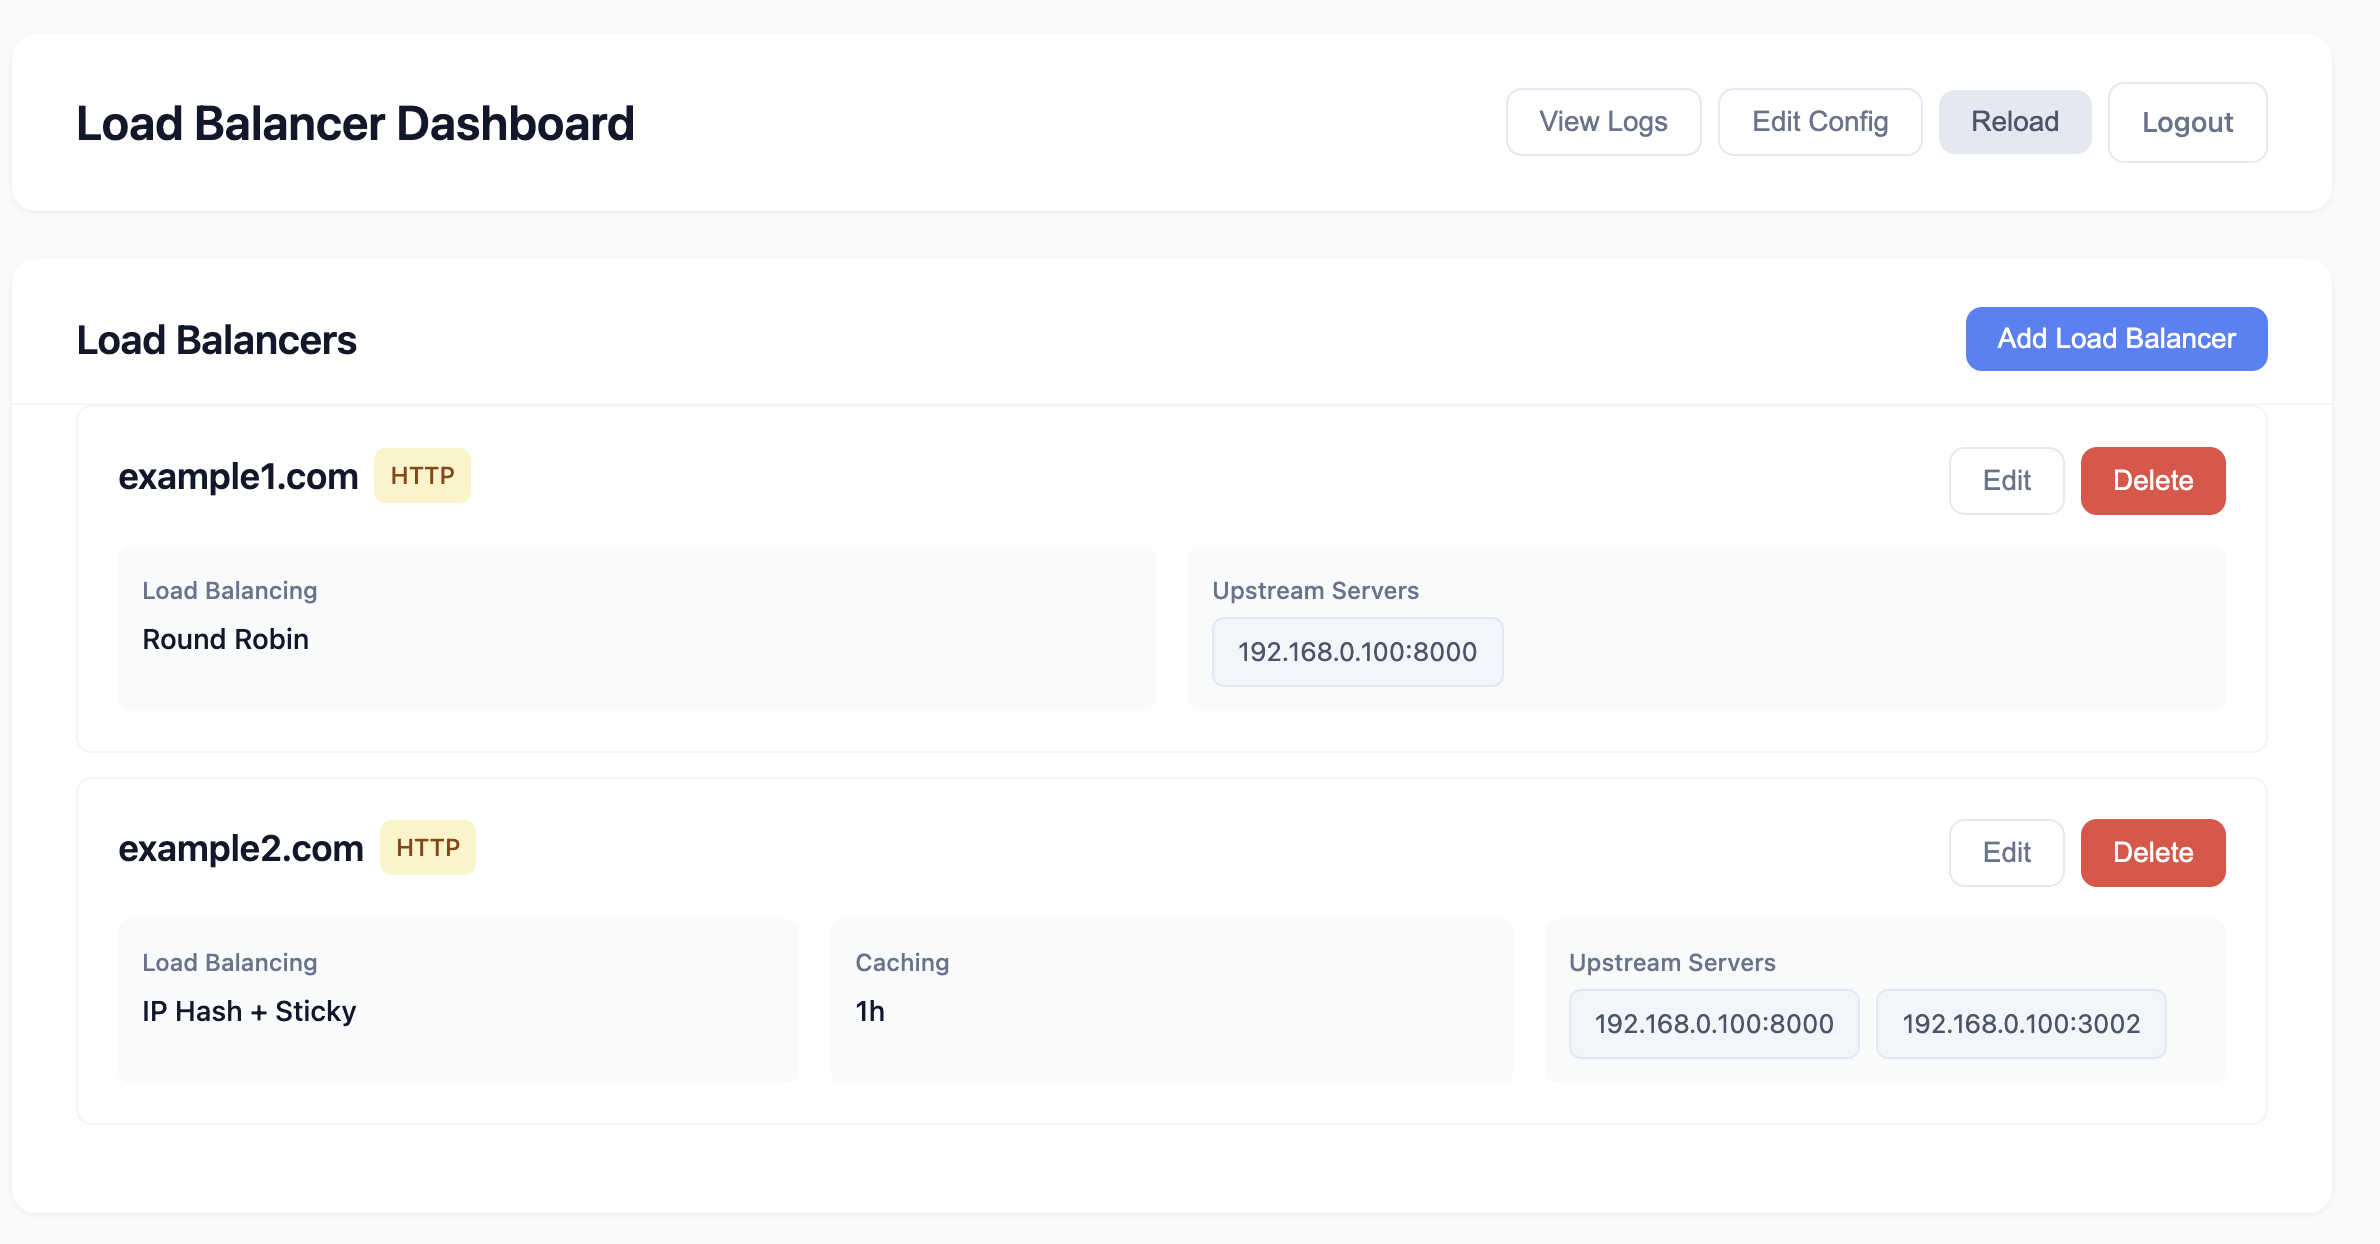 Load Balancer Dashboard
View Logs
Edit Config
Reload
Logout
Load Balancers
Add Load Balancer
example1.com HTTP
Edit
Delete
Load Balancing
Round Robin
Upstream Servers
192.168.0.100:8000
example2.com HTTP
Edit
Delete
Load Balancing
IP Hash + Sticky
Caching
1h
Upstream Servers
192.168.0.100:8000
192.168.0.100:3002